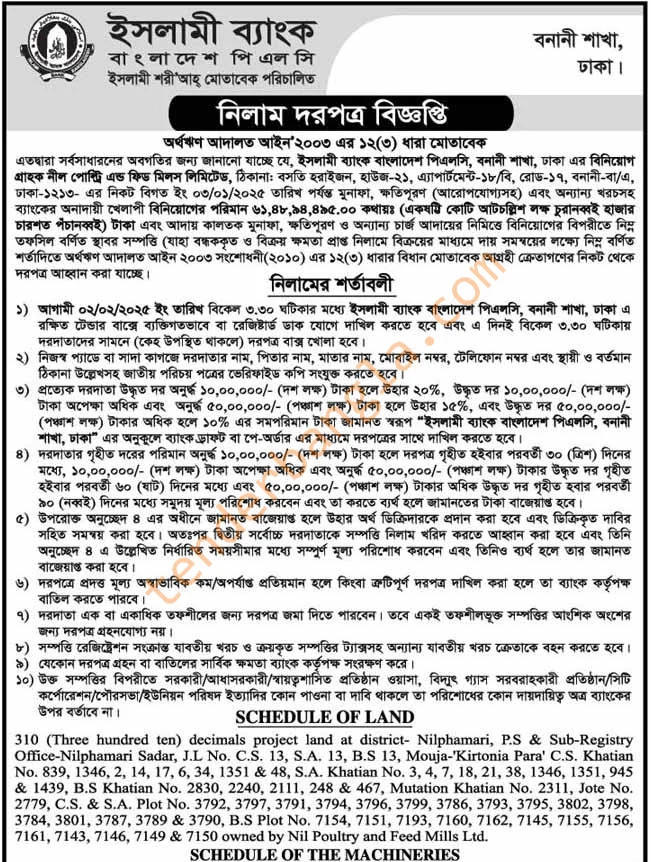 ইসলামী ব্যাংক
বাংলাদেশ পিএলসি
ইসলামী শরী'আহ্ মোতাবেক পরিচালিত
বনানী শাখা,
ঢাকা।
নিলাম দরপত্র বিজ্ঞপ্তি
অর্থঋণ আদালত আইন'২০০৩ এর ১২(৩) ধারা মোতাবেক
এতদ্বারা সর্বসাধারনের অবগতির জন্য জানানো যাচ্ছে যে, ইসলামী ব্যাংক বাংলাদেশ পিএলসি, বনানী শাখা, ঢাকা এর বিনিয়োগ
গ্রাহক নীল পোল্ট্রি এন্ড ফিড মিলস লিমিটেড, ঠিকানা: বসতি হরাইজন, হাউজ-২১, এ্যাপার্টমেন্ট-১৮/বি, রোড-১৭, বনানী-বা/এ,
ঢাকা-১২১৩-এর নিকট বিগত ইং ০৩/০১/২০২৫ তারিখ পর্যন্ত মুনাফা, ক্ষতিপুরণ (আরোপযোগ্যসহ) এবং অন্যান্য খরচসহ
ব্যাংকের অনাদায়ী খেলাপী বিনিয়োগের পরিমান ৬১,৪৮,৯৪,৪৯৫.০০ কথায়ঃ (একষট্টি কোটি আটচল্লিশ লক্ষ চুরানব্বই হাজার
চারশত পঁচানব্বই) টাকা এবং আদায় কালতক মুনাফা, ক্ষতিপুরণ ও অন্যান্য চার্জ আদায়ের নিমিত্তে বিনিয়োগের বিপরীতে নিম্ন
তফসিল বর্ণিত স্থাবর সম্পত্তি (যাহা বন্ধককৃত ও বিক্রয় ক্ষমতা প্রাপ্ত নিলামে বিক্রয়ের মাধ্যমে দায় সমন্বয়ের লক্ষ্যে নিম্ন বর্ণিত
শর্তাদিতে অর্থঋণ আদালত আইন ২০০৩ সংশোধনী(২০১০) এর ১২(৩) ধারার বিধান মোতাবেক আগ্রহী ক্রেতাগণের নিকট থেকে
দরপত্র আহ্বান করা যাচ্ছে।
নিলামের শর্তাবলী
১) আগামী ০২/০২/২০২৫ ইং তারিখ বিকেল ৩.৩০ ঘটিকার মধ্যে ইসলামী ব্যাংক বাংলাদেশ পিএলসি, বনানী শাখা, ঢাকা এ
রক্ষিত টেন্ডার বাক্সে ব্যক্তিগতভাবে বা রেজিষ্টার্ড ডাক যোগে দাখিল করতে হবে এবং এ দিনই বিকেল ৩.৩০ ঘটিকায়
দরদাতাদের সামনে (কেহ উপস্থিত থাকলে) দরপত্র বাক্স খোলা হবে।
২) নিজস্ব প্যাডে বা সাদা কাগজে দরদাতার নাম, পিতার নাম, মাতার নাম, মোবাইল নম্বর, টেলিফোন নম্বর এবং স্থায়ী ও বর্তমান
ঠিকানা উল্লেখসহ জাতীয় পরিচয় পত্রের ভেরিফাইড কপি সংযুক্ত করতে হবে।
৩) প্রত্যেক দরদাতা উদ্ধৃত দর অনুর্দ্ধ ১০,০০,০০০/- (দশ লক্ষ) টাকা হলে উহার ২০%, উদ্ধৃত দর ১০,০০,০০০/- (দশ লক্ষ)
টাকা অপেক্ষা অধিক এবং অনুর্দ্ধ ৫০,০০,০০০/- (পঞ্চাশ লক্ষ) টাকা হলে উহার ১৫%, এবং উদ্ধৃত দর ৫০,০০,০০০/-
(পঞ্চাশ লক্ষ) টাকার অধিক হলে ১০% এর সমপরিমান টাকা জামানত স্বরূপ "ইসলামী ব্যাংক বাংলাদেশ পিএলসি, বনানী
শাখা, ঢাকা" এর অনুকূলে ব্যাংক ড্রাফট বা পে-অর্ডার এর মাধ্যমে দরপত্রের সাথে দাখিল করতে হবে।
৪) দরদাতার গৃহীত দরের পরিমান অনুর্দ্ধ ১০,০০,০০০/- (দশ লক্ষ) টাকা হলে দরপত্র গৃহীত হইবার পরবর্তী ৩০ (ত্রিশ) দিনের
মধ্যে, ১০,০০,০০০/- (দশ লক্ষ) টাকা অপেক্ষা অধিক এবং অনুর্দ্ধ ৫০,০০,০০০/- (পঞ্চাশ লক্ষ) টাকার উদ্ধৃত দর গৃহীত
হইবার পরবর্তী ৬০ (ষাট) দিনের মধ্যে এবং ৫০,০০,০০০/- (পঞ্চাশ লক্ষ) টাকার অধিক উদ্ধৃত দর গৃহীত হবার পরবর্তী
৯০ (নব্বই) দিনের মধ্যে সমুদয় মূল্য পরিশোধ করবেন এবং তা করতে ব্যর্থ হলে জামানতের টাকা বাজেয়াপ্ত হবে।
৫) উপরোক্ত অনুচ্ছেদ ৪ এর অধীনে জামানত বাজেয়াপ্ত হলে উহার অর্থ ডিক্রিদারকে প্রদান করা হবে এবং ডিক্রিকৃত দাবির
সহিত সমন্বয় করা হবে। অতঃপর দ্বিতীয় সর্বোচ্চ দরদাতাকে সম্পত্তি নিলাম খরিদ করতে আহ্বান করা হবে এবং তিনি
অনুচ্ছেদ ৪ এ উল্লেখিত নির্ধারিত সময়সীমার মধ্যে সম্পুর্ণ মূল্য পরিশোধ করবেন এবং তিনিও ব্যর্থ হলে তার জামানত
বাজেয়াপ্ত করা হবে।
৬) দরপত্রে প্রদত্ত মূল্য অস্বাভাবিক কম/অপর্যাপ্ত প্রতিয়মান হলে কিংবা ত্রুটিপূর্ণ দরপত্র দাখিল করা হলে তা ব্যাংক কর্তৃপক্ষ
বাতিল করতে পারবে।
৭) দরদাতা এক বা একাধিক তফশীলের জন্য দরপত্র জমা দিতে পারবেন। তবে একই তফশীলভূক্ত সম্পত্তির আংশিক অংশের
জন্য দরপত্র গ্রহনযোগ্য নয়।
৮) সম্পত্তি রেজিষ্ট্রেশন সংক্রান্ত যাবতীয় খরচ ও ক্রয়কৃত সম্পত্তির ট্যাক্সসহ অন্যান্য যাবতীয় খরচ ক্রেতাকে বহন করতে হবে।
৯) যেকোন দরপত্র গ্রহন বা বাতিলের সার্বিক ক্ষমতা ব্যাংক কর্তৃপক্ষ সংরক্ষণ করে।
১০) উক্ত সম্পত্তির বিপরীতে সরকারী/আধাসরকারী/স্বায়ত্বশাসিত প্রতিষ্ঠান ওয়াসা, বিদ্যুৎ গ্যাস সরবরাহকারী প্রতিষ্ঠান/সিটি
কর্পোরেশন/পৌরসভা/ইউনিয়ন পরিষদ ইত্যাদির কোন পাওনা বা দাবি থাকলে তা পরিশোধের কোন দায়দায়িত্ব অত্র ব্যাংকের
উপর বর্তাবে না।
SCHEDULE OF LAND
310 (Three hundred ten) decimals project land at district- Nilphamari, P.S & Sub-Registry
Office-Nilphamari Sadar, J.L No. C.S. 13, S.A. 13, B.S 13, Mouja-'Kirtonia Para' C.S. Khatian
No. 839, 1346, 2, 14, 17, 6, 34, 1351 & 48, S.A. Khatian No. 3, 4, 7, 18, 21, 38, 1346, 1351, 945
& 1439, B.S Khatian No. 2830, 2240, 2111, 248 & 467, Mutation Khatian No. 2311, Jote No.
2779, C.S. & S.A. Plot No. 3792, 3797, 3791, 3794, 3796, 3799, 3786, 3793, 3795, 3802, 3798,
3784, 3801, 3787, 3789 & 3790, B.S Plot No. 7154, 7151, 7193, 7160, 7162, 7145, 7155, 7156,
7161, 7143, 7146, 7149 & 7150 owned by Nil Poultry and Feed Mills Ltd.
SCHEDULE OF THE MACHINERIES
tenderbangla.com